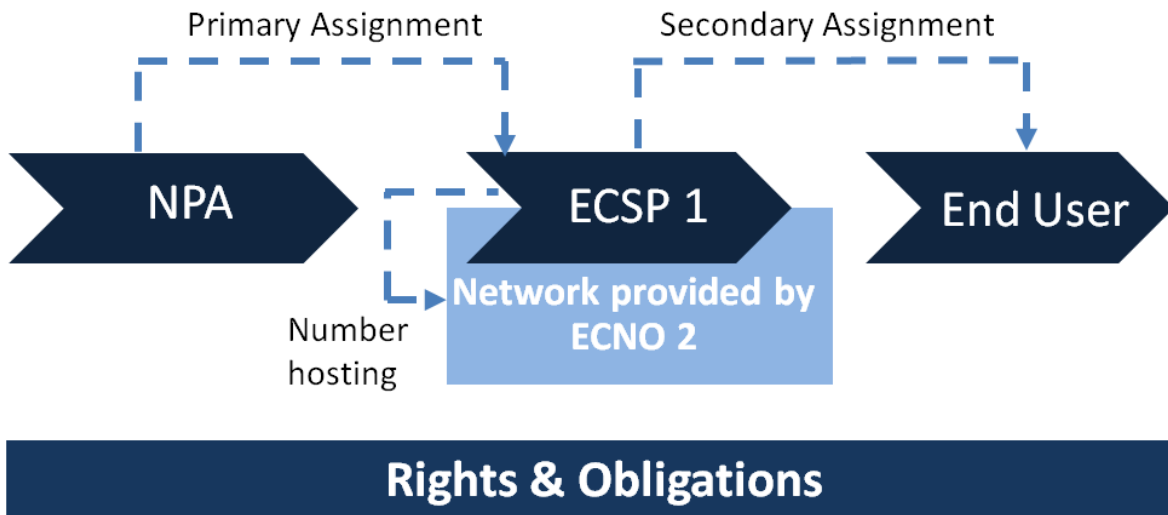 Primary Assignment
Secondary Assignment
NPA
ECSP 1
End User
Network provided by
ECNO 2
Number
hosting
Rights & Obligations